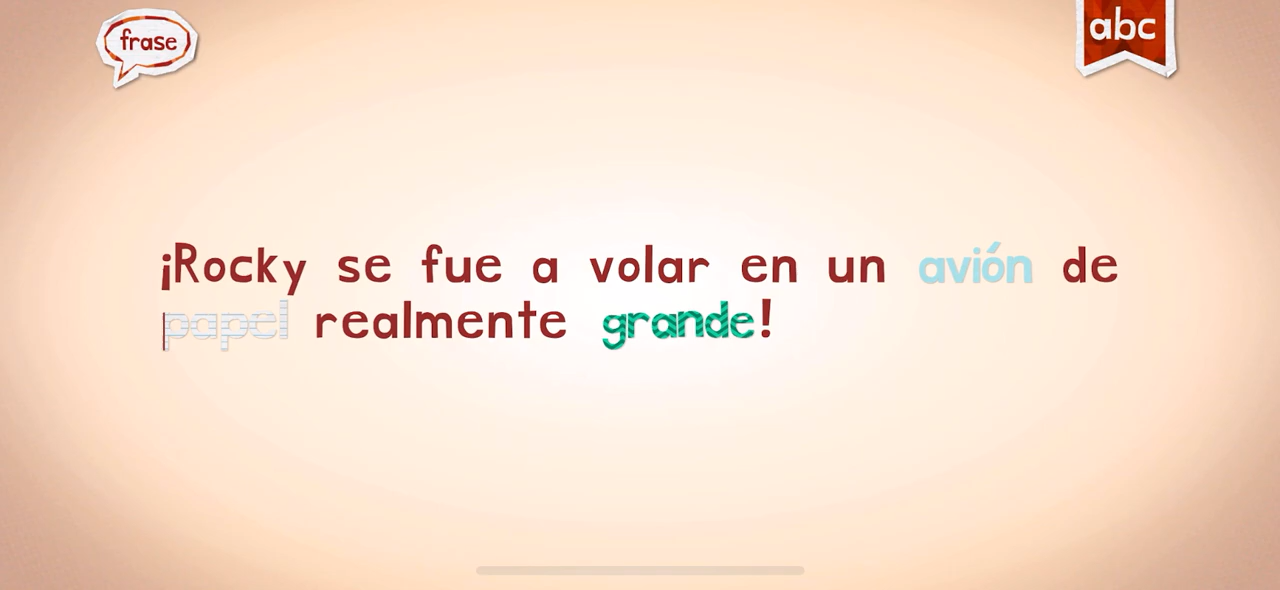 frase
abc
¡Rocky se fue a volar en un avión de
papel realmente grande!